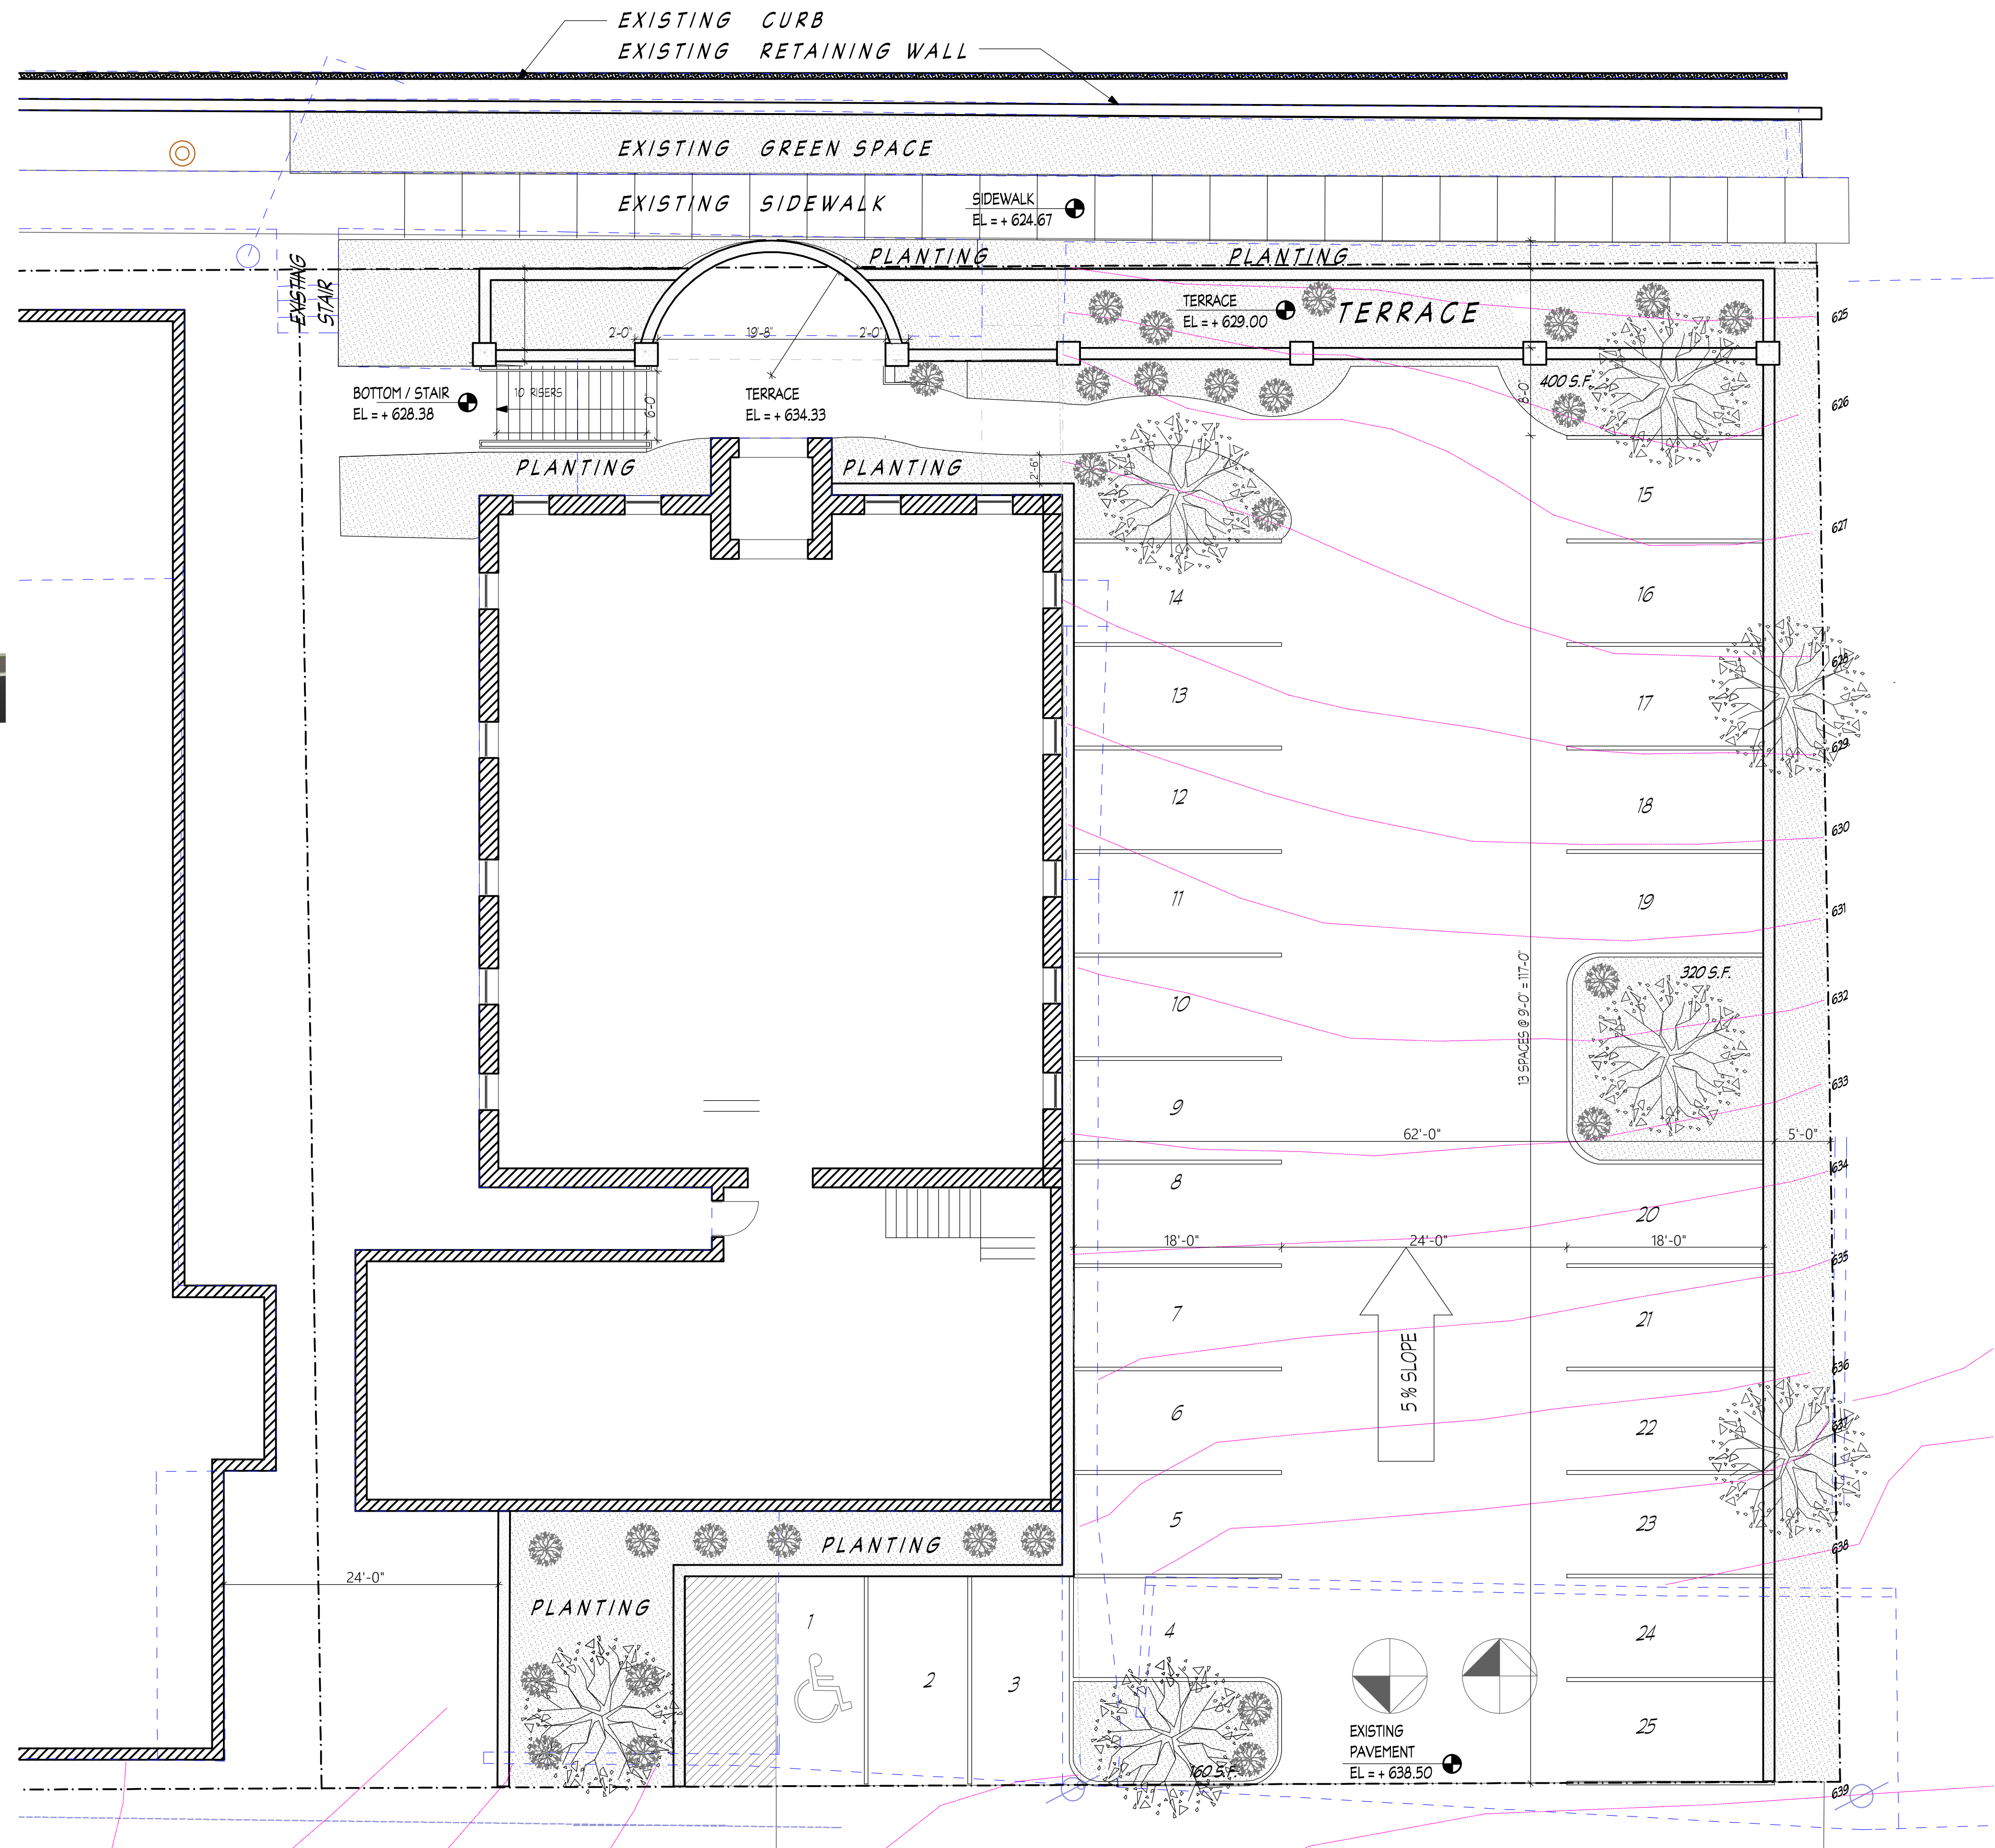 EXISTING CURB
EXISTING RETAINING WALL
EXISTING GREEN SPACE
EXISTING SIDEWALK
SIDEWALK
EL = + 624.67
PLANTING
PLANTING
EXISTING
STAIR
TERRACE
EL = + 629.00
TERRACE
625
2'-0"
19'-8"
2'-0"
BOTTOM / STAIR
EL = + 628.38
10 RISERS
6'-0"
TERRACE
EL = + 634.33
400 S.F.
8'-0"
626
PLANTING
PLANTING
2'-6"
15
627
14
16
628
13
17
629
12
18
630
11
19
631
320 S.F.
10
632
13 SPACES @ 9'-0" = 117'-0"
633
9
62'-0"
5'-0"
634
8
20
18'-0"
24'-0"
18'-0"
635
7
21
5 % SLOPE
636
6
22
637
5
23
638
PLANTING
24'-0"
PLANTING
1
4
24
2
3
25
EXISTING
PAVEMENT
EL = + 638.50
160 S.F.
639